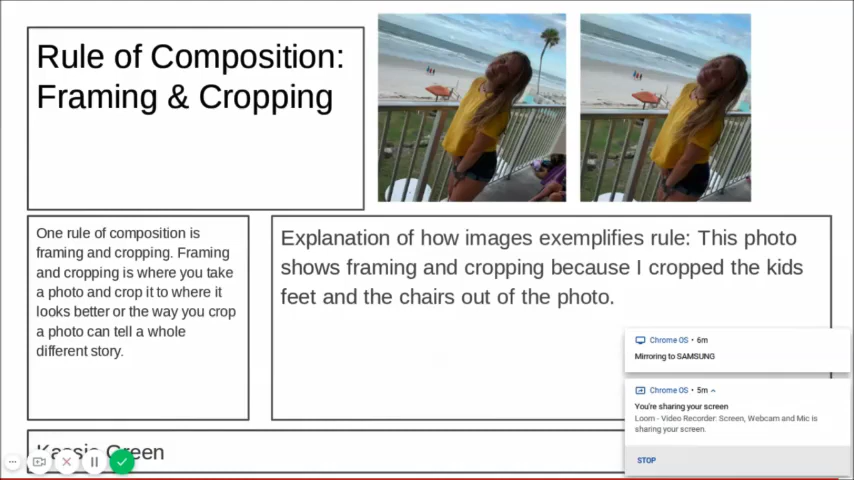 Rule of Composition:
Framing & Cropping
One rule of composition is
framing and cropping. Framing
and cropping is where you take
a photo and crop it to where it
looks better or the way you crop
a photo can tell a whole
different story.
Explanation of how images exemplifies rule: This photo
shows framing and cropping because I cropped the kids
feet and the chairs out of the photo.
Chrome OS • 6m
Mirroring to SAMSUNG
Chrome OS • 5m
You're sharing your screen
Loom - Video Recorder: Screen, Webcam and Mic is
sharing your screen.
STOP
Kassie Green